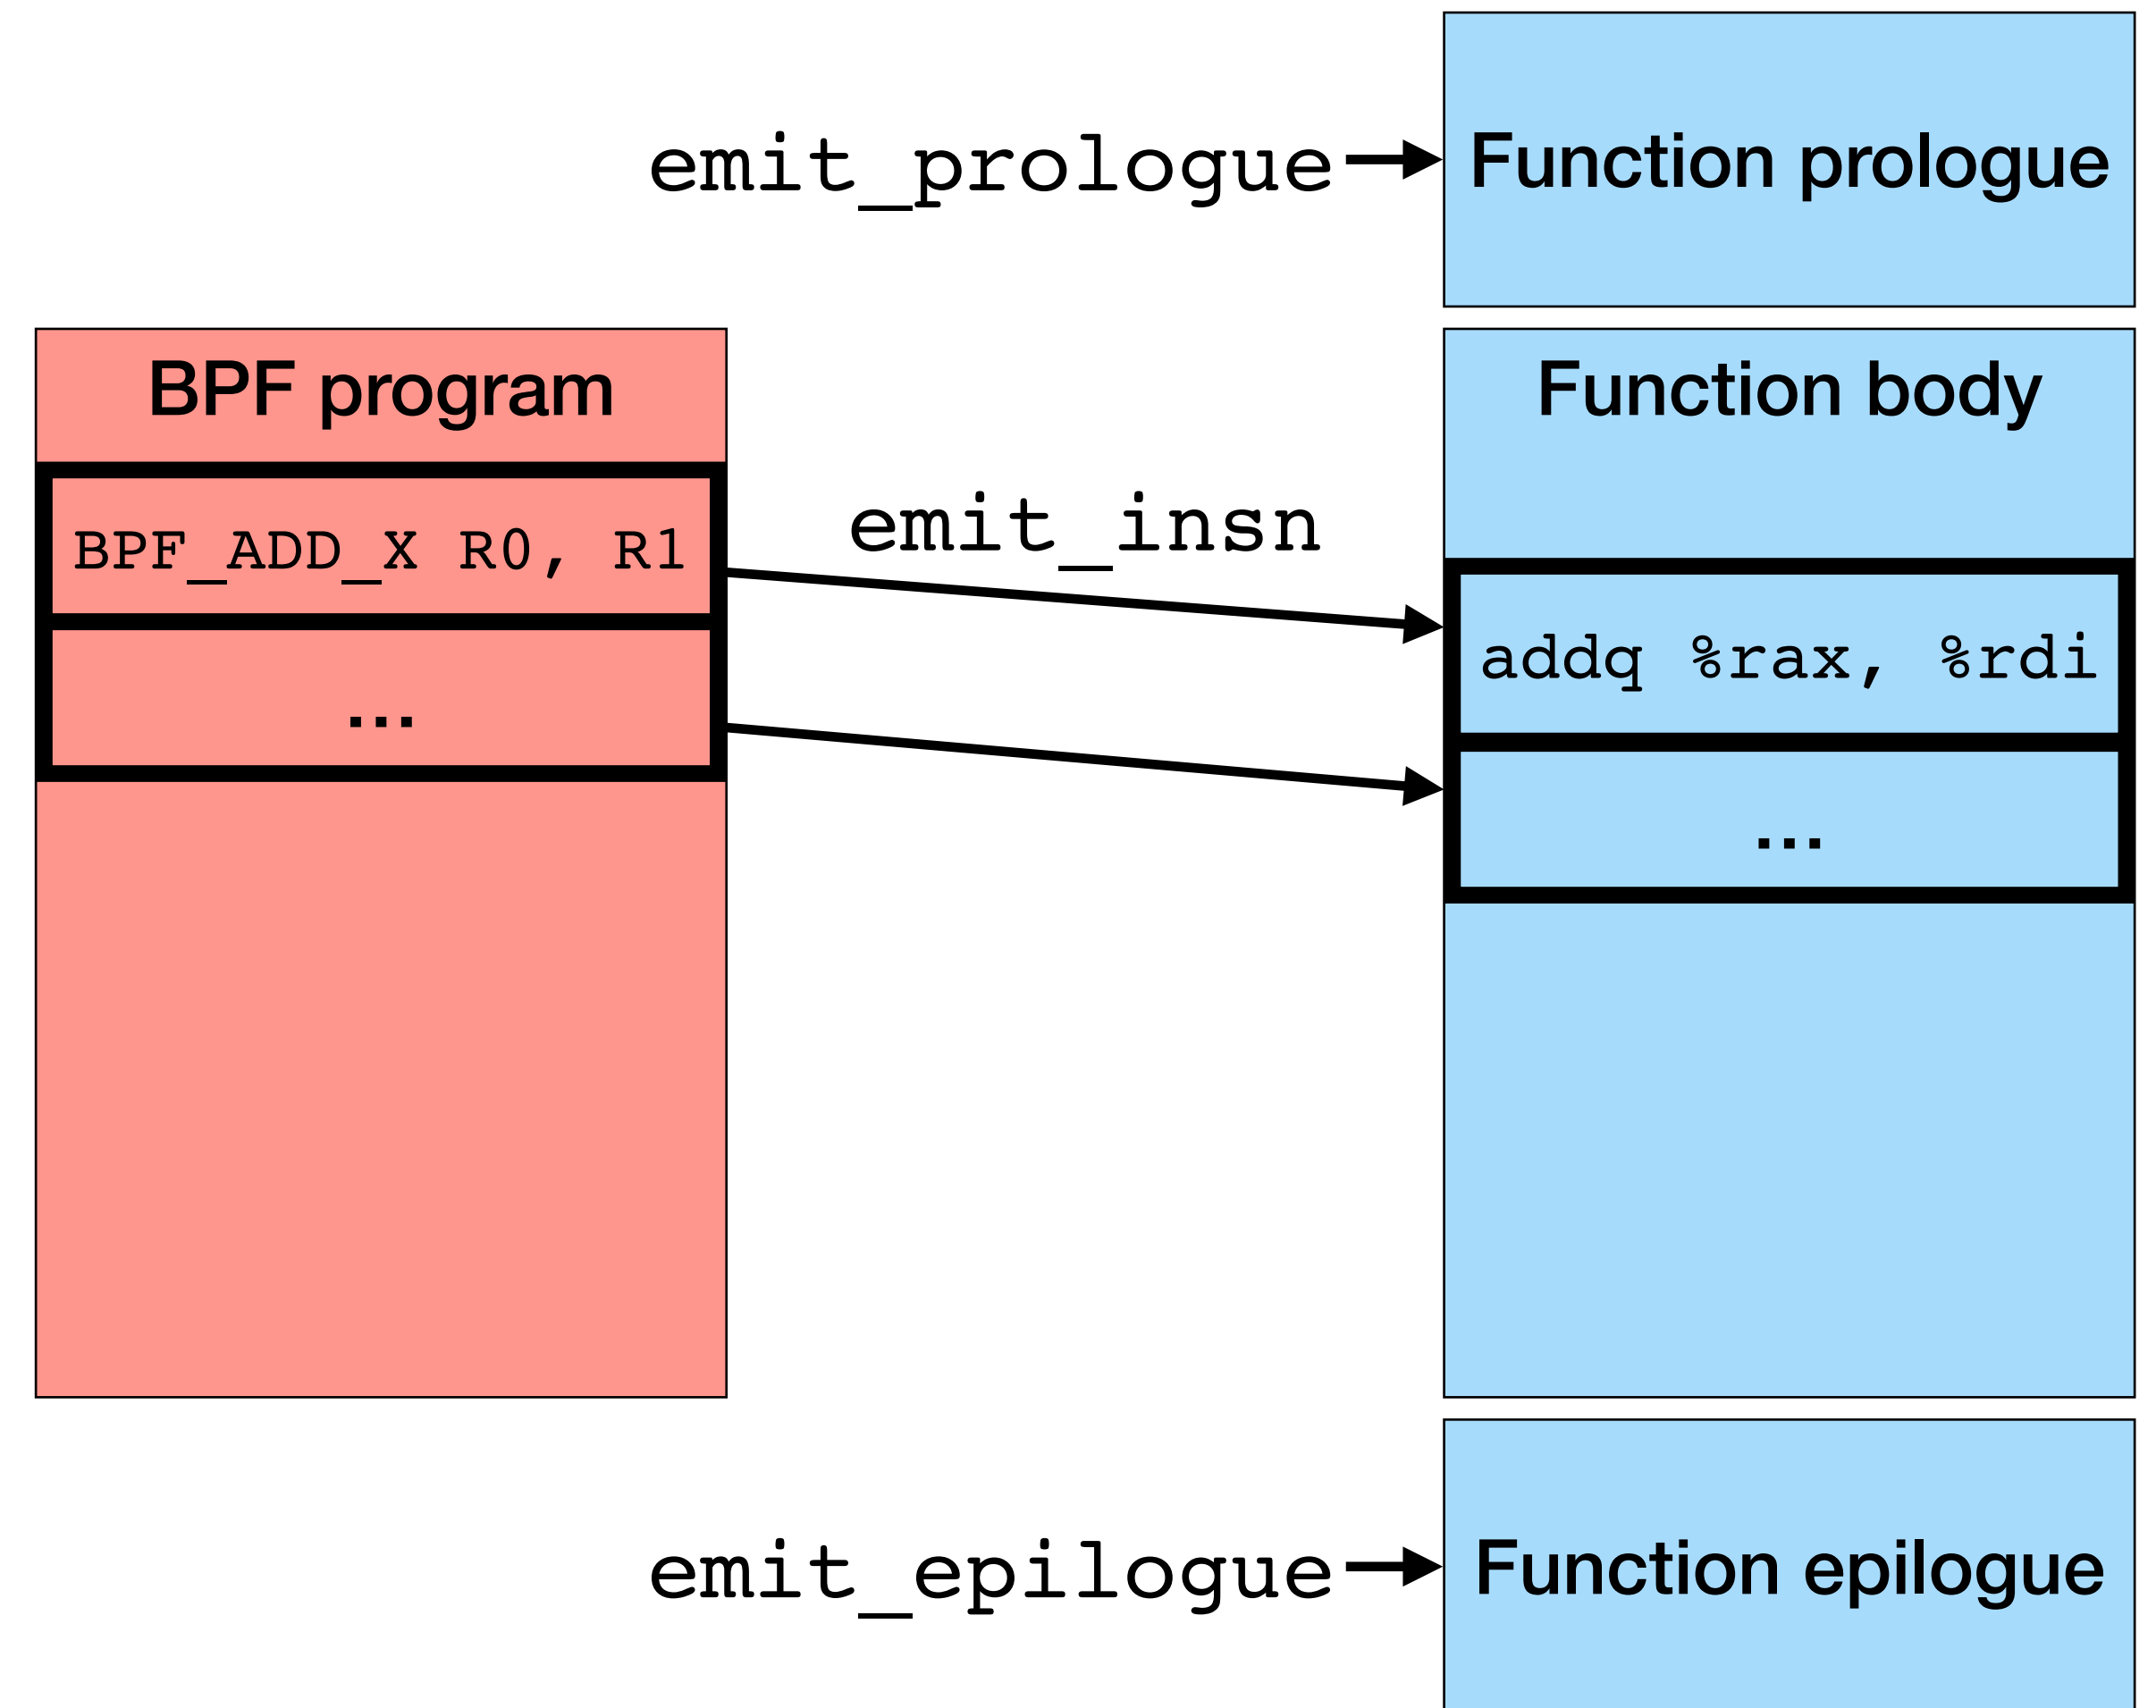 emit_prologue
Function prologue
BPF program
BPF_ADD_X R0, R1
...
emit_insn
Function body
addq %rax, %rdi
...
emit_epilogue
Function epilogue